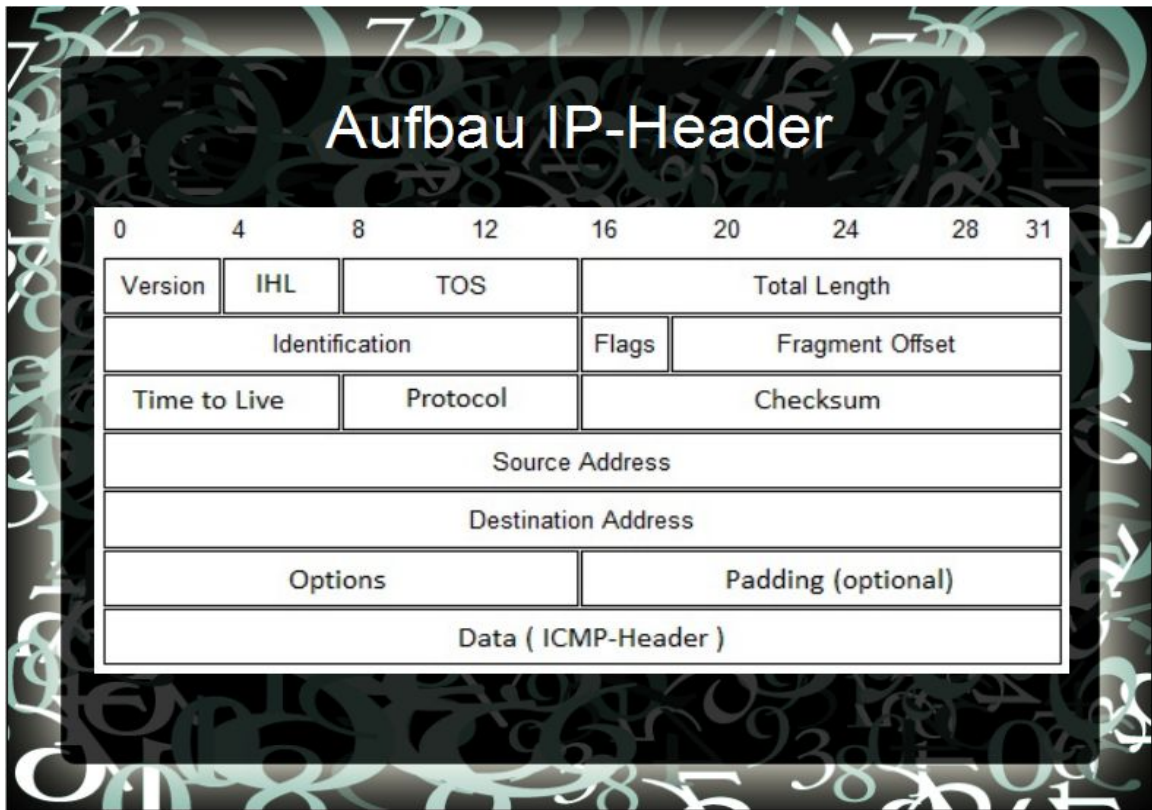 Aufbau IP-Header
0 4 8 12 16 20 24 28 31
Version IHL TOS Total Length
Identification Flags Fragment Offset
Time to Live Protocol Checksum
Source Address
Destination Address
Options Padding (optional)
Data ( ICMP-Header )